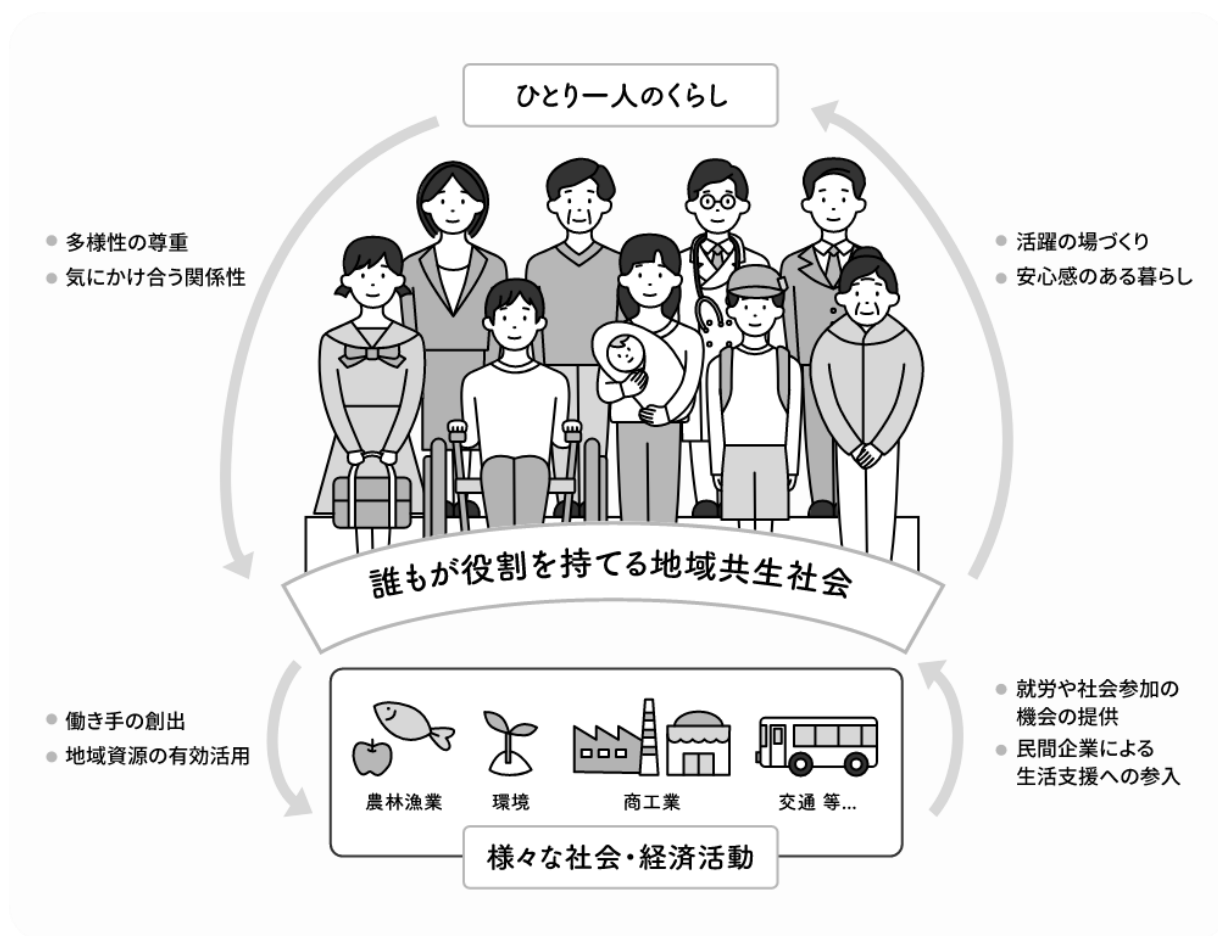 ひとり一人のくらし
多様性の尊重
気にかけ合う関係性
活躍の場づくり
安心感のある暮らし
誰もが役割を持てる地域共生社会
働き手の創出
地域資源の有効活用
就労や社会参加の
機会の提供
民間企業による
生活支援への参入
農林漁業
環境
商工業
交通 等...
様々な社会・経済活動